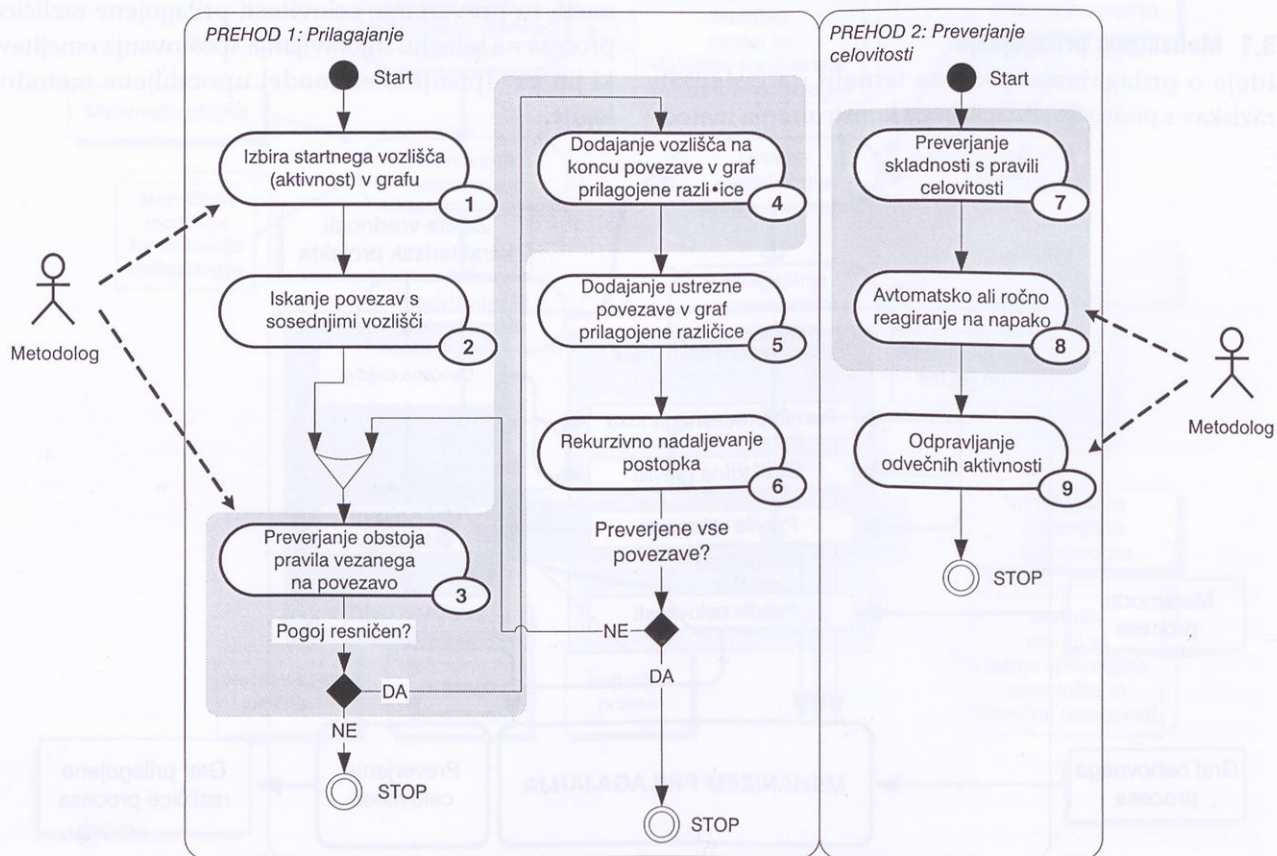 PREHOD 1: Prilagajanje
Start
Izbira startnega vozlišča
(aktivnost) v grafu
1
Iskanje povezav s
sosednjimi vozlišči
2
Preverjanje obstoja
pravila vezanega
na povezavo
3
Pogoj resničen?
DA
NE
STOP
Metodolog
Dodajanje vozlišča na
koncu povezave v graf
prilagojene razli•ice
4
Dodajanje ustrezne
povezave v graf
prilagojene različice
5
Rekurzivno nadaljevanje
postopka
6
Preverjene vse
povezave?
NE
DA
STOP
PREHOD 2: Preverjanje
celovitosti
Start
Preverjanje
skladnosti s pravili
celovitosti
7
Avtomatsko ali ročno
reagiranje na napako
8
Odpravljanje
odvečnih aktivnosti
9
STOP
Metodolog